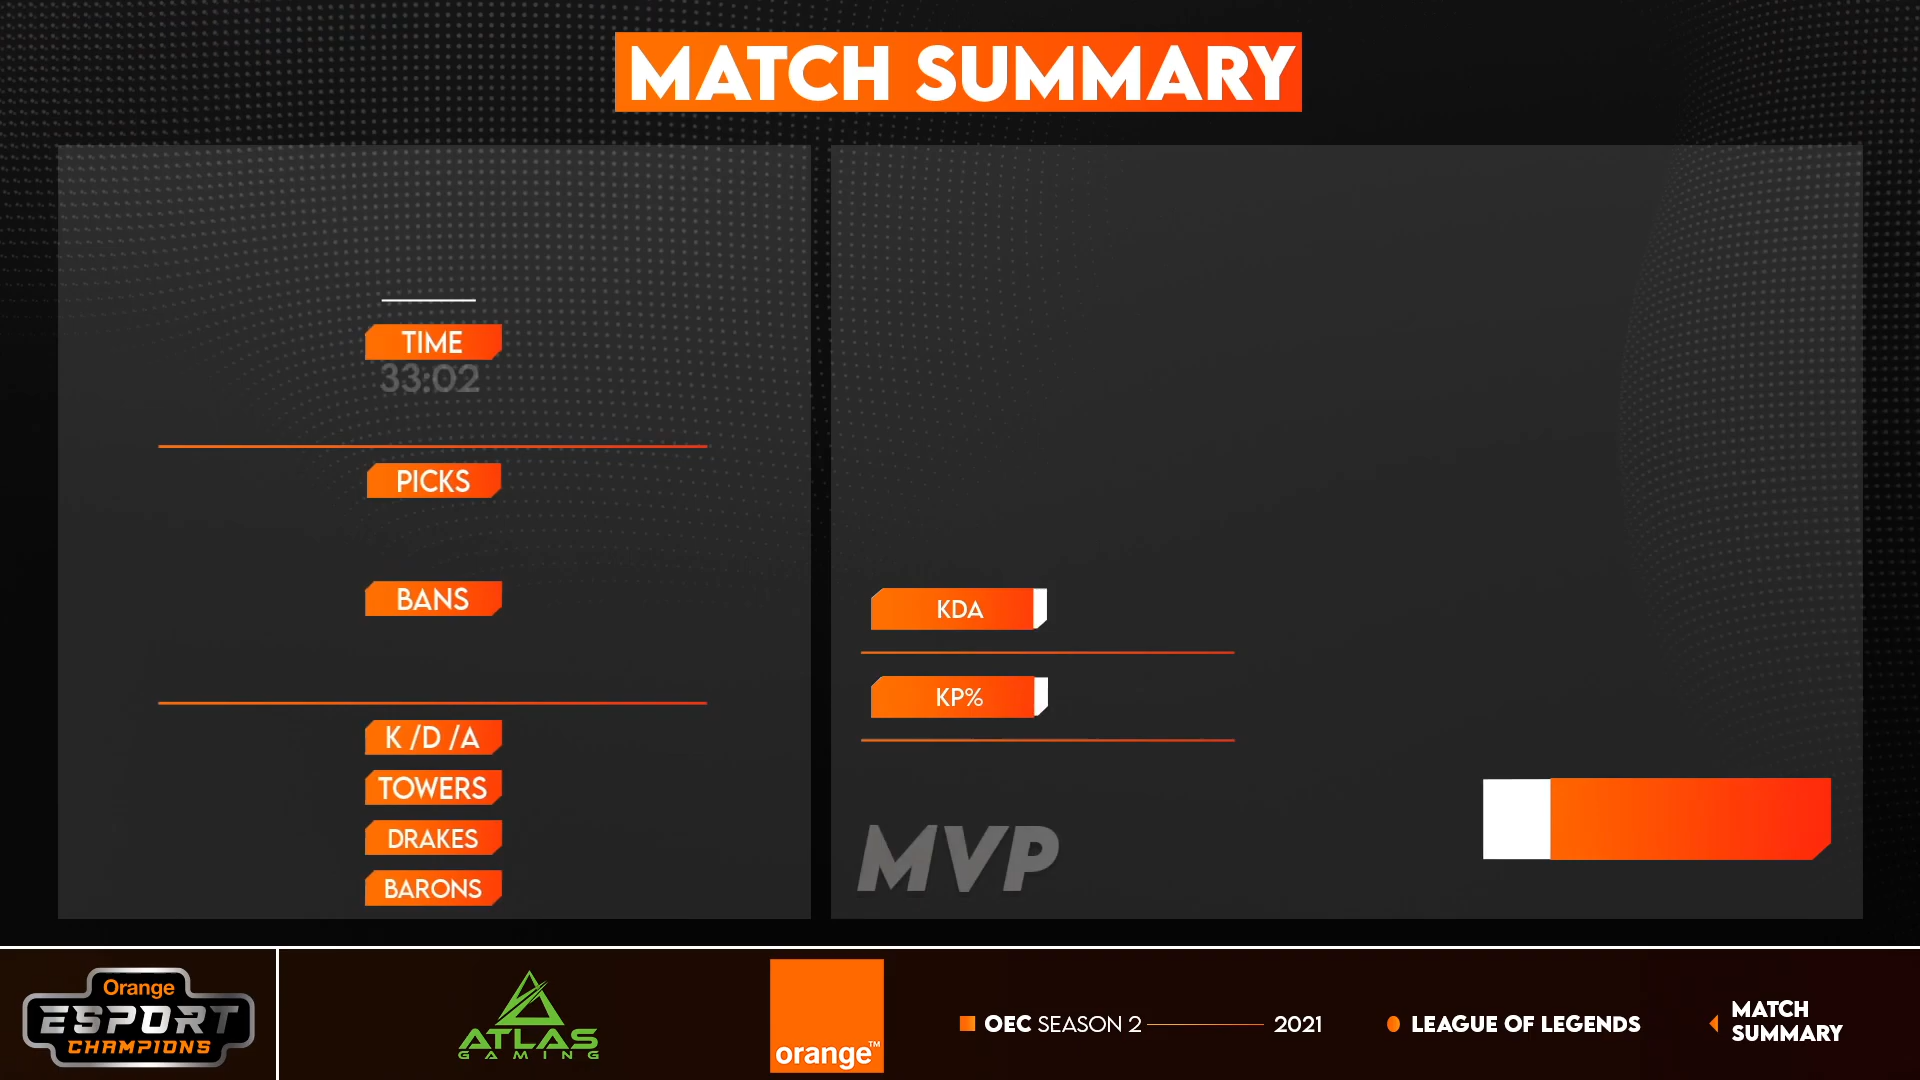 MATCH SUMMARY
TIME
33:02
PICKS
BANS
K /D /A
TOWERS
DRAKES
BARONS
KDA
KP%
MVP
Orange
ESPORT
CHAMPIONS
ATLAS
GAMING
orange™
OEC SEASON 2
2021
LEAGUE OF LEGENDS
MATCH
SUMMARY